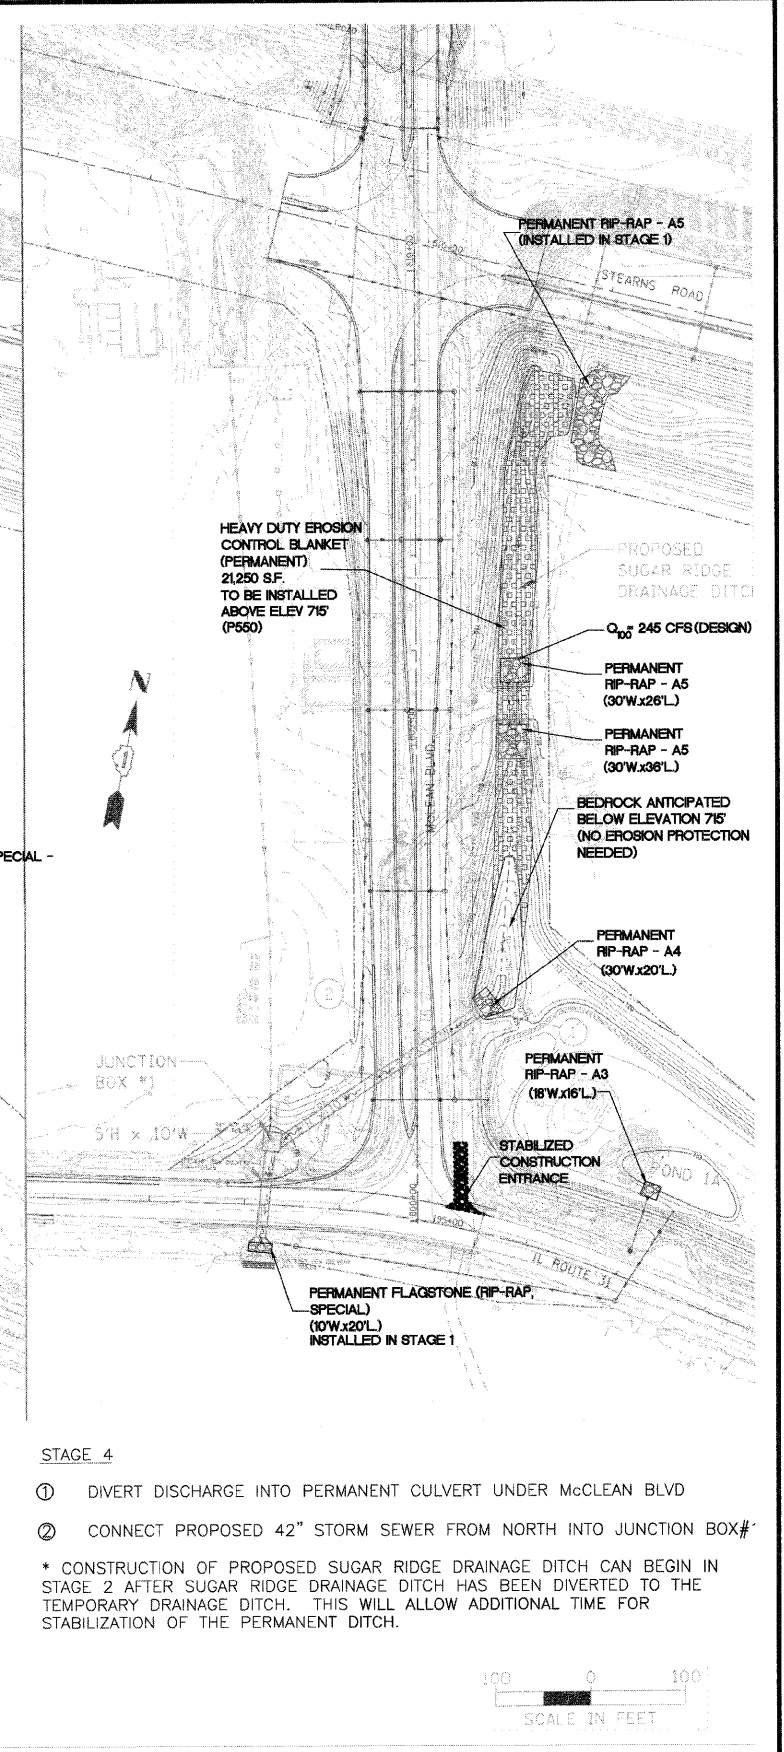 PERMANENT RIP-RAP - A5
(INSTALLED IN STAGE 1)
STEARNS ROAD
HEAVY DUTY EROSION
CONTROL BLANKET
(PERMANENT)
21,250 S.F.
TO BE INSTALLED
ABOVE ELEV 715'
(P550)
PROPOSED
SUGAR RIDGE
DRAINAGE DITCH
Q100= 245 CFS (DESIGN)
PERMANENT
RIP-RAP - A5
(30'W.x26'L.)
PERMANENT
RIP-RAP - A5
(30'W.x36'L.)
N
MCLEAN BLVD.
BEDROCK ANTICIPATED
BELOW ELEVATION 715'
(NO EROSION PROTECTION
NEEDED)
PECIAL -
PERMANENT
RIP-RAP - A4
(30'W.x20'L.)
2
1
JUNCTION
BOX #1
5'H x 10'W
PERMANENT
RIP-RAP - A3
(18'W.x16'L.)
STABILIZED
CONSTRUCTION
ENTRANCE
POND 1A
195+00
IL ROUTE 31
PERMANENT FLAGSTONE (RIP-RAP,
SPECIAL)
(10'W.x20'L.)
INSTALLED IN STAGE 1
STAGE 4
1 DIVERT DISCHARGE INTO PERMANENT CULVERT UNDER McCLEAN BLVD
2 CONNECT PROPOSED 42" STORM SEWER FROM NORTH INTO JUNCTION BOX#1
* CONSTRUCTION OF PROPOSED SUGAR RIDGE DRAINAGE DITCH CAN BEGIN IN
STAGE 2 AFTER SUGAR RIDGE DRAINAGE DITCH HAS BEEN DIVERTED TO THE
TEMPORARY DRAINAGE DITCH. THIS WILL ALLOW ADDITIONAL TIME FOR
STABILIZATION OF THE PERMANENT DITCH.
100 0 100
SCALE IN FEET